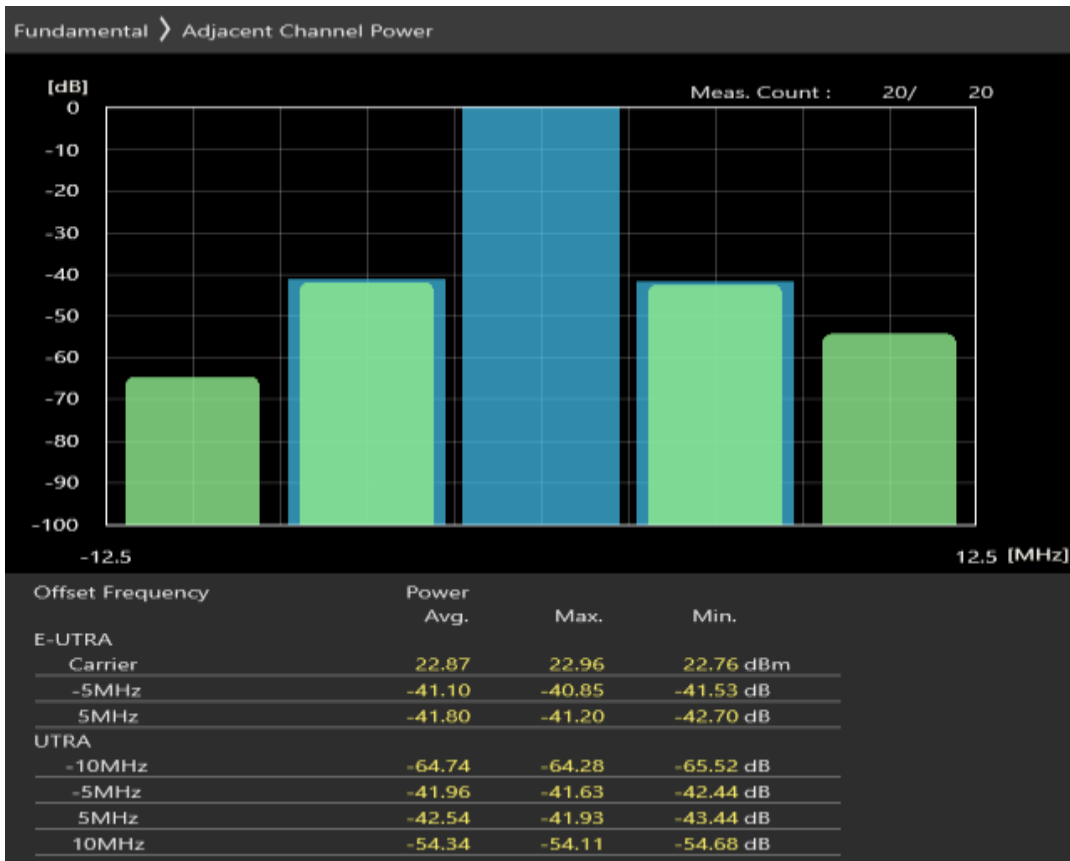 Fundamental ❯ Adjacent Channel Power
[dB]
Meas. Count : 20/ 20
0
-10
-20
-30
-40
-50
-60
-70
-80
-90
-100
-12.5 12.5 [MHz]
Offset Frequency Power
Avg. Max. Min.
E-UTRA
Carrier 22.87 22.96 22.76 dBm
-5MHz -41.10 -40.85 -41.53 dB
5MHz -41.80 -41.20 -42.70 dB
UTRA
-10MHz -64.74 -64.28 -65.52 dB
-5MHz -41.96 -41.63 -42.44 dB
5MHz -42.54 -41.93 -43.44 dB
10MHz -54.34 -54.11 -54.68 dB